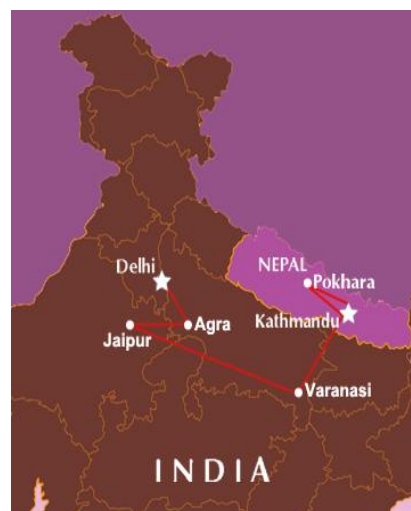 Delhi
NEPAL
Pokhara
Kathmandu
Agra
Jaipur
Varanasi
INDIA